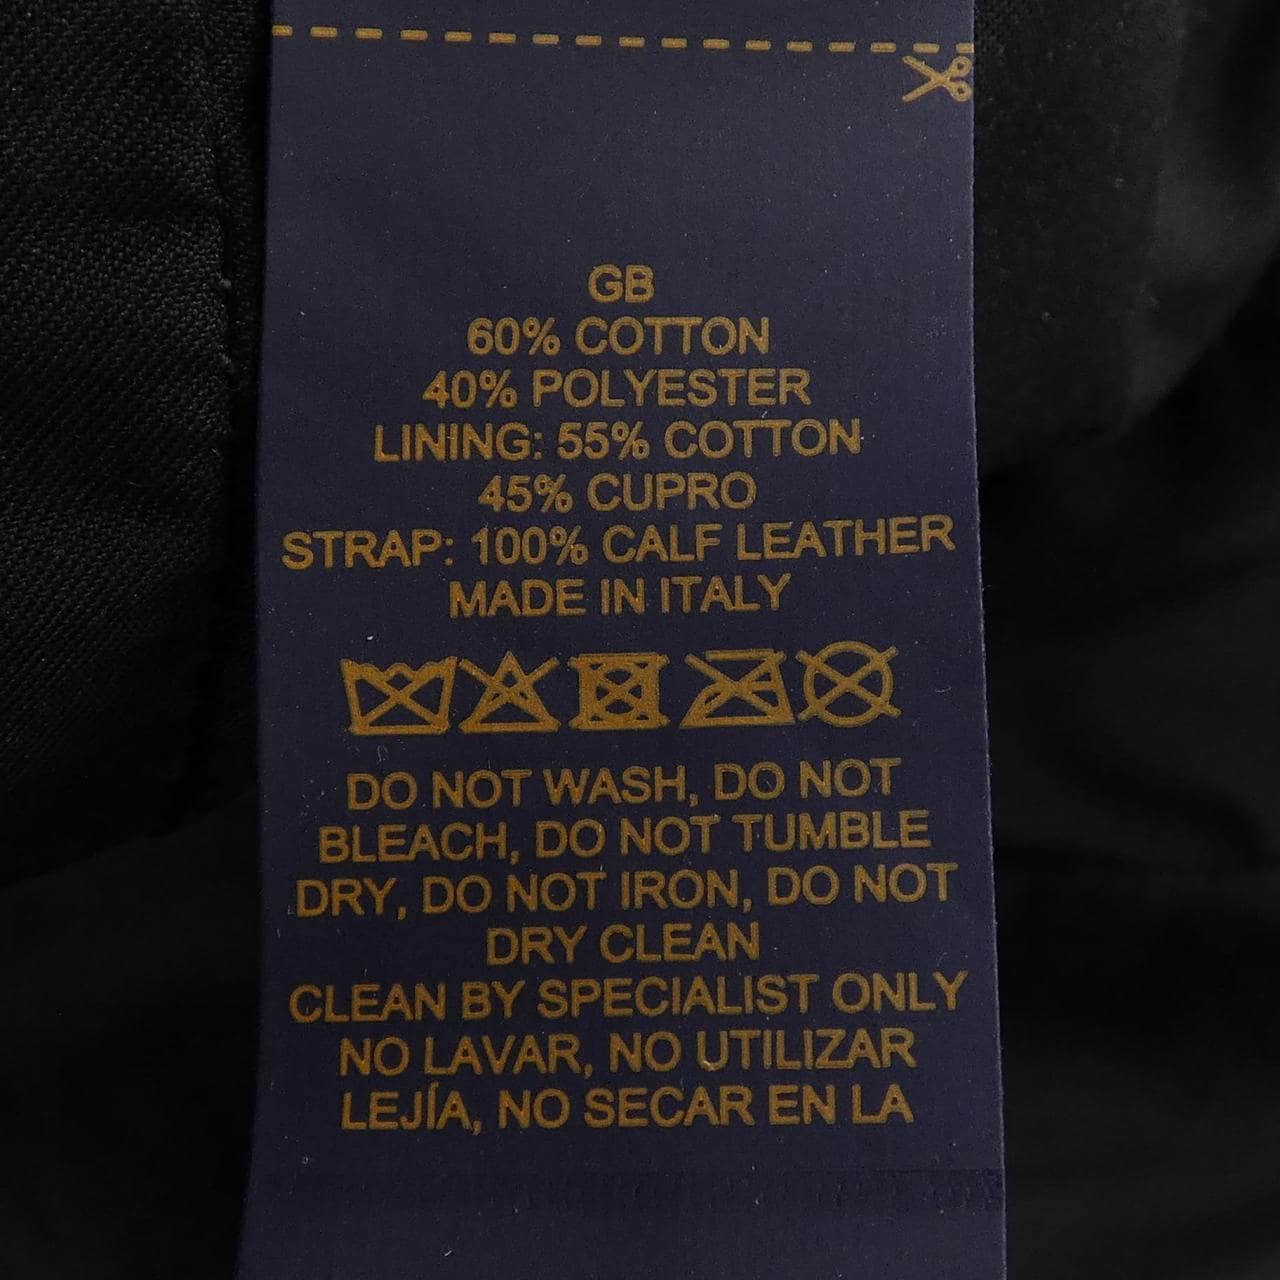 GB
60% COTTON
40% POLYESTER
LINING: 55% COTTON
45% CUPRO
STRAP: 100% CALF LEATHER
MADE IN ITALY
DO NOT WASH, DO NOT
BLEACH, DO NOT TUMBLE
DRY, DO NOT IRON, DO NOT
DRY CLEAN
CLEAN BY SPECIALIST ONLY
NO LAVAR, NO UTILIZAR
LEJÍA, NO SECAR EN LA